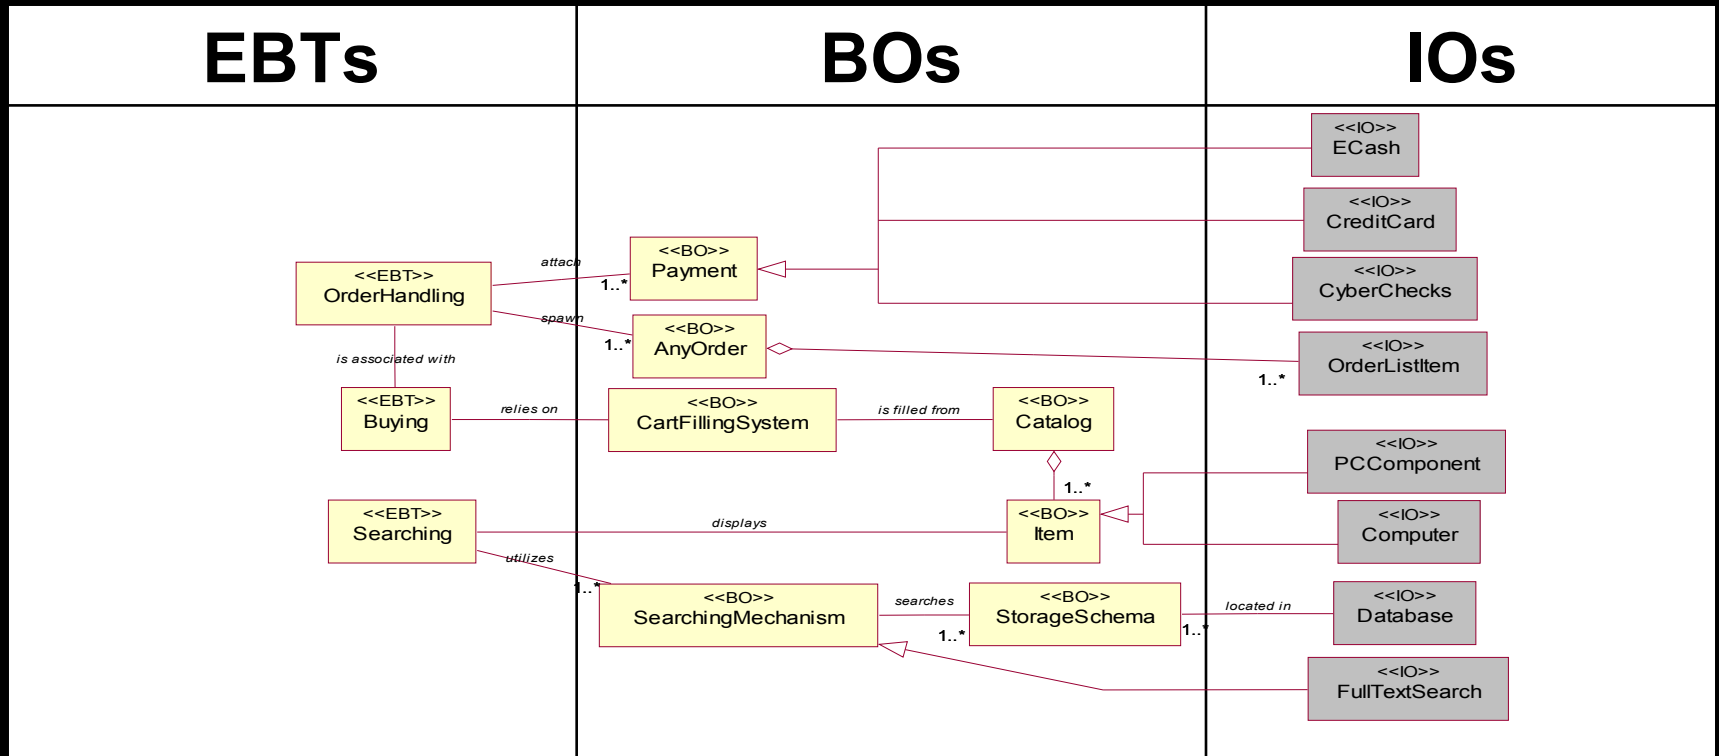 EBTs
BOs
IOs
<<IO>>
ECash
<<IO>>
CreditCard
<<BO>>
Payment
attach
1..*
<<EBT>>
OrderHandling
<<IO>>
CyberChecks
spawn
1..*
<<BO>>
AnyOrder
<<IO>>
OrderListItem
1..*
is associated with
<<EBT>>
Buying
relies on
<<BO>>
CartFillingSystem
is filled from
<<BO>>
Catalog
1..*
<<IO>>
PCComponent
<<EBT>>
Searching
displays
<<BO>>
Item
<<IO>>
Computer
utilizes
1..*
<<BO>>
SearchingMechanism
searches
1..*
<<BO>>
StorageSchema
located in
1..*
<<IO>>
Database
<<IO>>
FullTextSearch